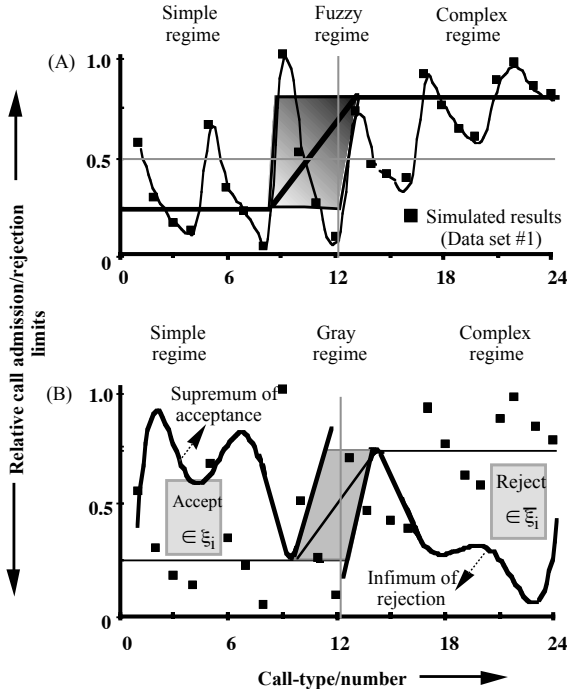 Simple regime
Fuzzy regime
Complex regime
(A)
1.0
0.5
0
Simulated results
(Data set #1)
0 6 12 18 24
Relative call admission/rejection
limits
Simple regime
Gray regime
Complex regime
(B)
1.0
0.5
0
Supremum of
acceptance
Accept
∈ ξi
Reject
∈ ξ̅i
Infimum of
rejection
0 6 12 18 24
Call-type/number